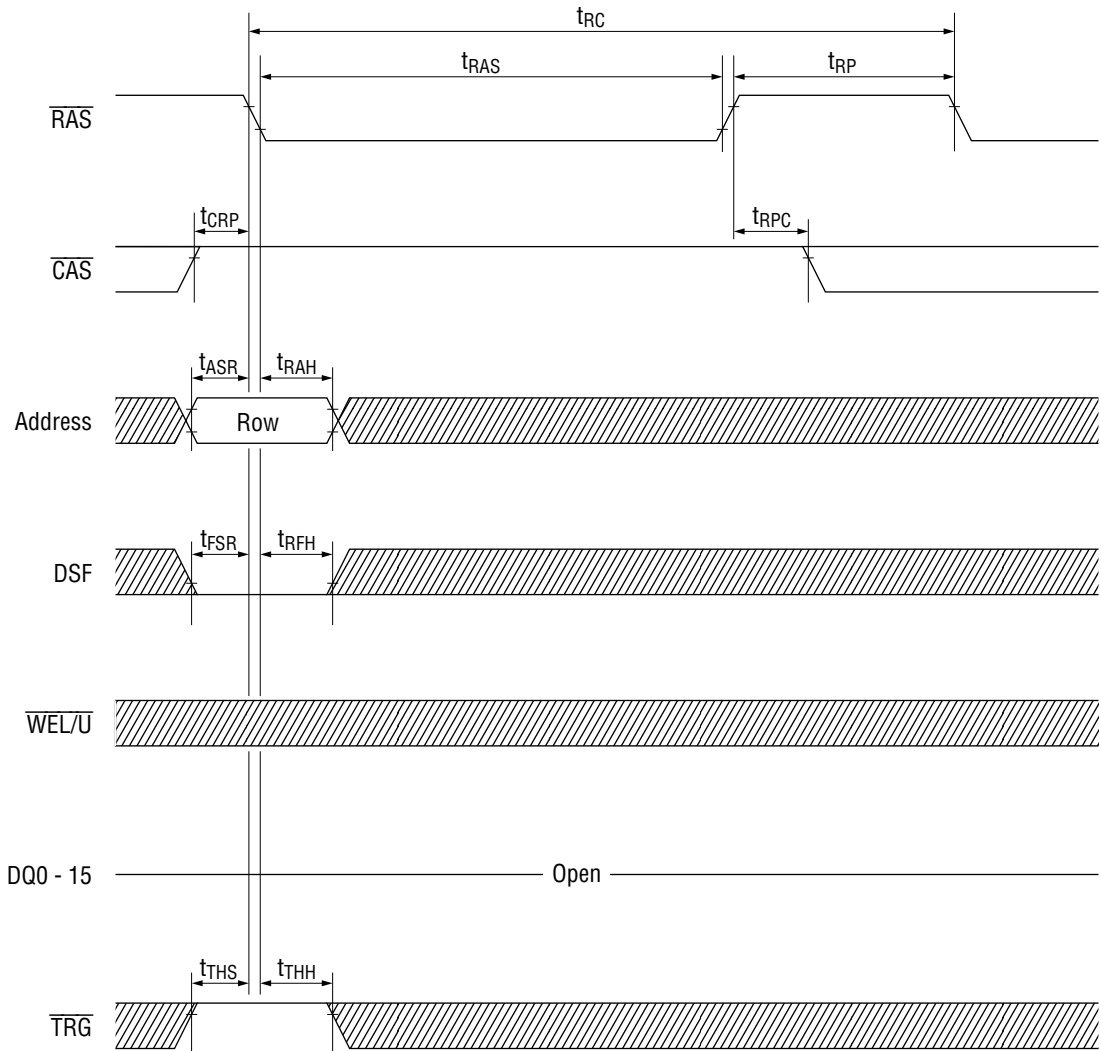 tRC
tRAS
tRP
RAS
tCRP
tRPC
CAS
tASR
tRAH
Address
Row
tFSR
tRFH
DSF
WEL/U
DQ0 - 15
Open
tTHS
tTHH
TRG